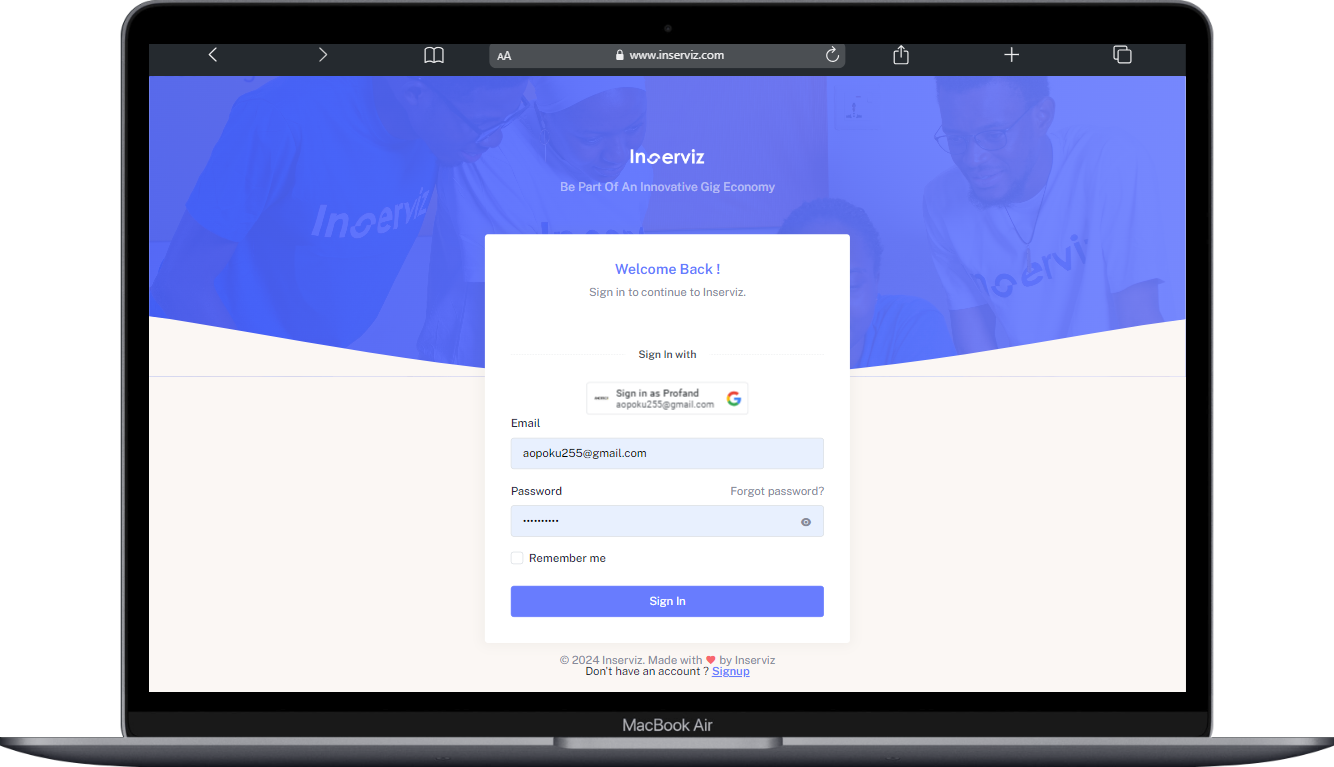 AA
www.inserviz.com
Inserviz
Be Part Of An Innovative Gig Economy
Inserviz
Inserviz
Welcome Back !
Sign in to continue to Inserviz.
Sign In with
Sign in as Profand
aopoku255@gmail.com
Email
aopoku255@gmail.com
Password
Forgot password?
••••••••••
Remember me
Sign In
© 2024 Inserviz. Made with ❤ by Inserviz
Don't have an account ? Signup
MacBook Air